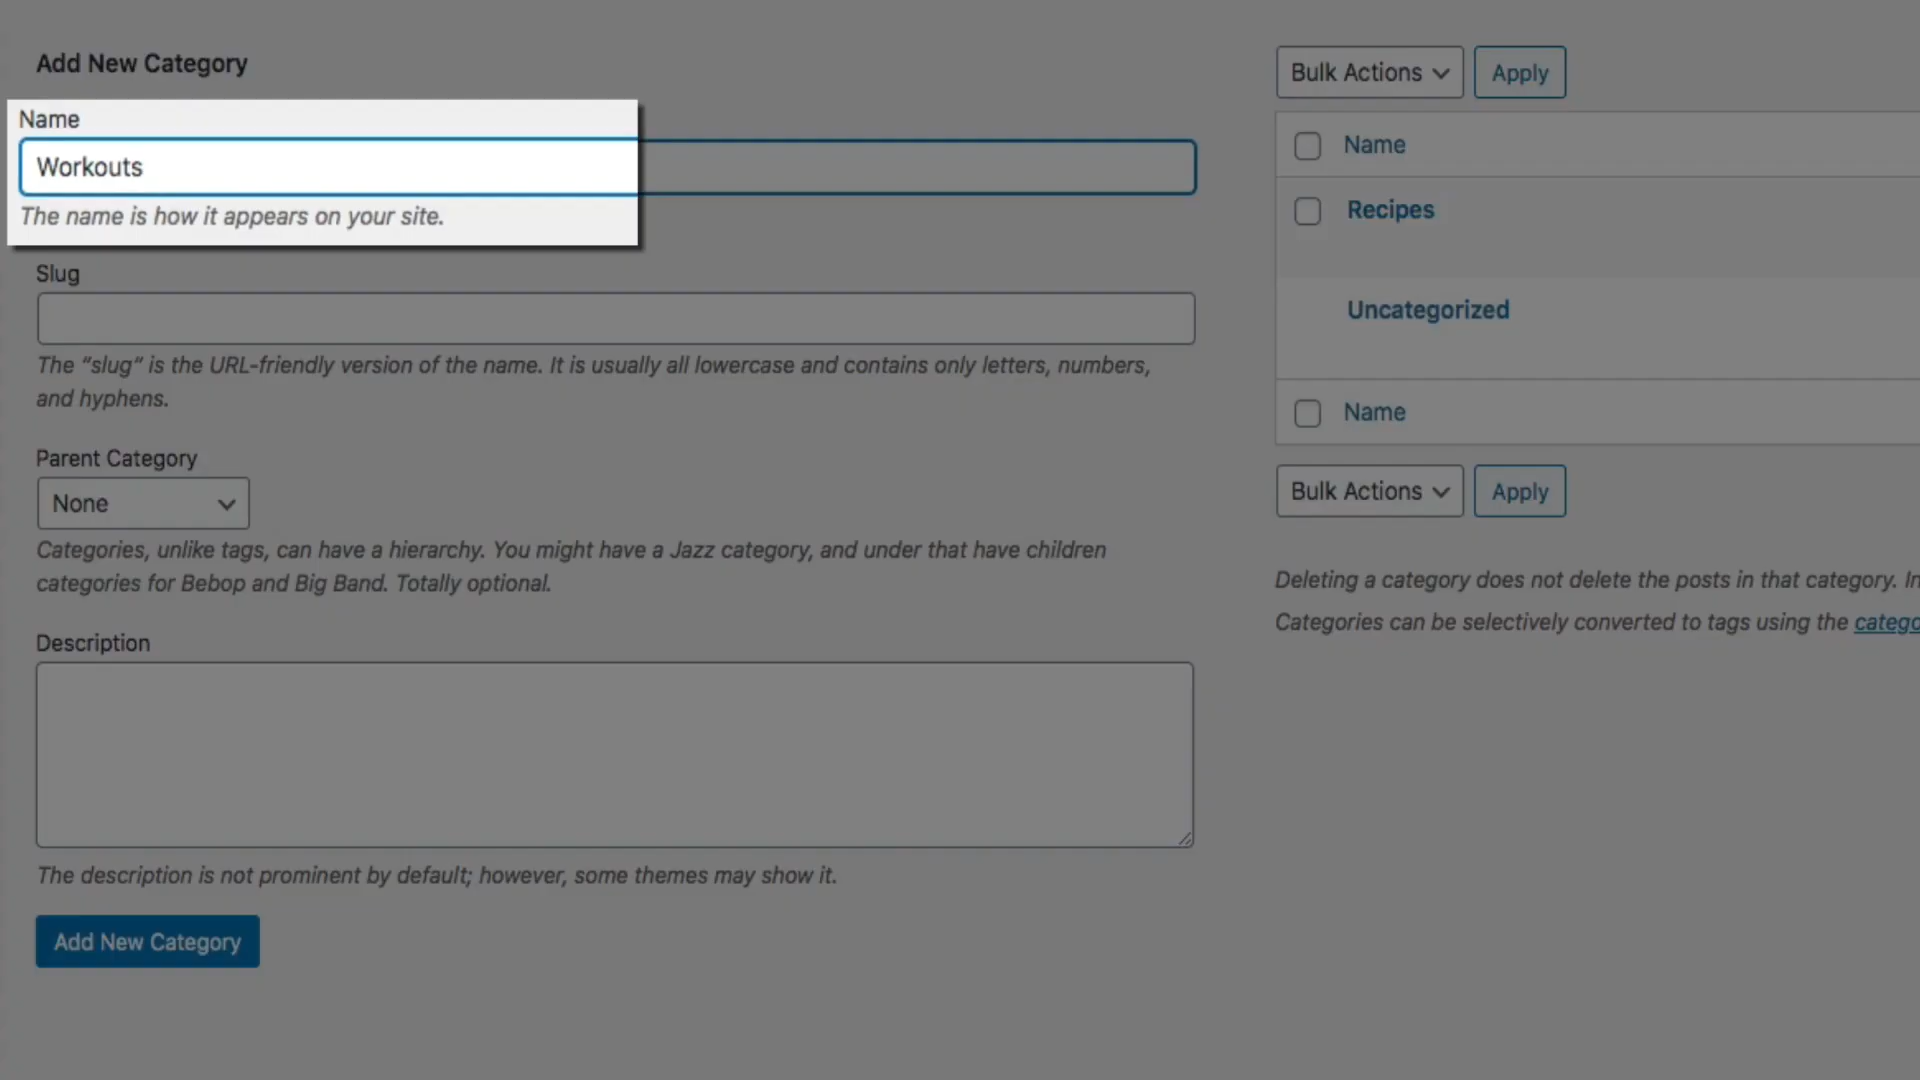 Add New Category
Name
Workouts
The name is how it appears on your site.
Slug
The “slug” is the URL-friendly version of the name. It is usually all lowercase and contains only letters, numbers,
and hyphens.
Parent Category
None
Categories, unlike tags, can have a hierarchy. You might have a Jazz category, and under that have children
categories for Bebop and Big Band. Totally optional.
Description
The description is not prominent by default; however, some themes may show it.
Add New Category
Bulk Actions Apply
Name
Recipes
Uncategorized
Name
Bulk Actions Apply
Deleting a category does not delete the posts in that category. In
Categories can be selectively converted to tags using the catego